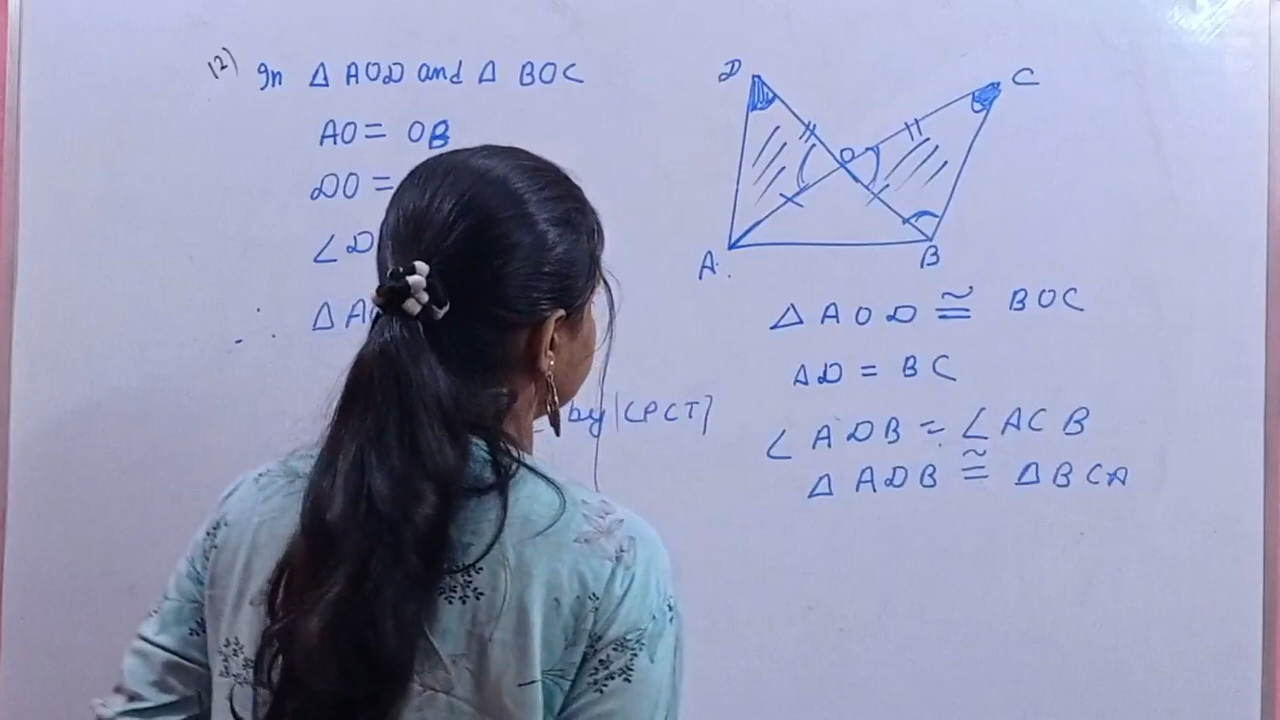 12) In Δ AOD and Δ BOC
AO = OB
DO =
∠D
Δ A
by [CPCT]
D
C
O
A
B
Δ AOD ≅ BOC
AD = BC
∠ ADB = ∠ ACB
Δ ADB ≅ Δ BCA